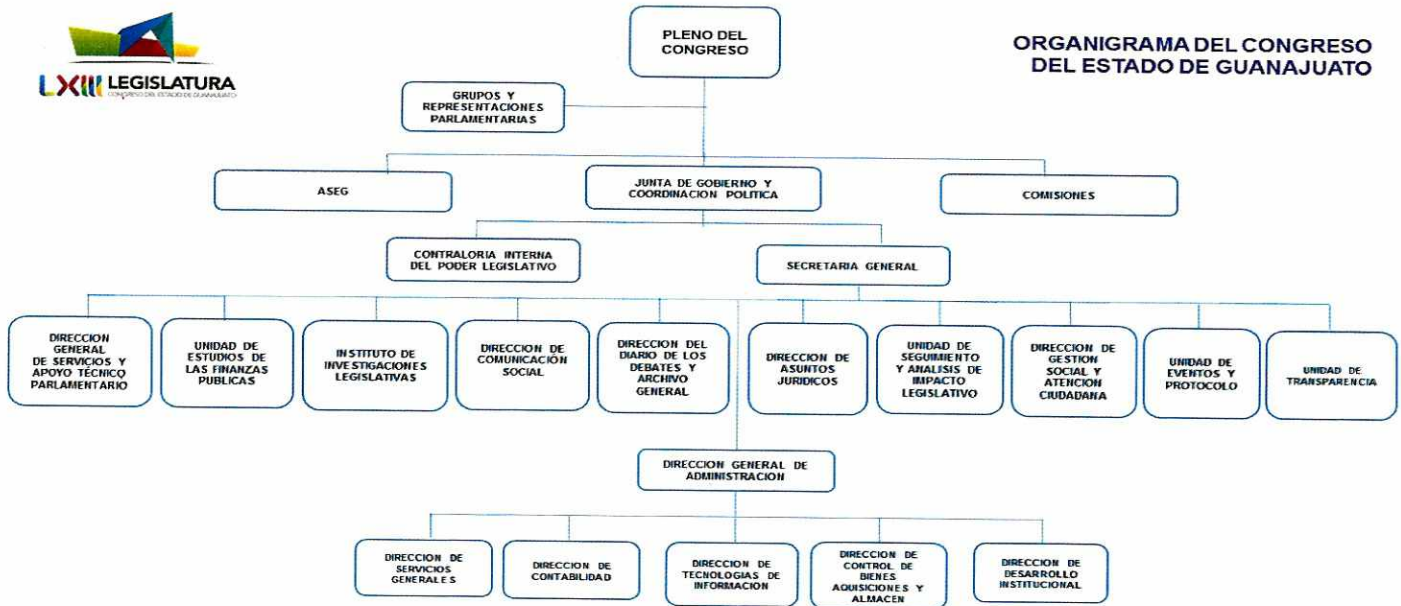 LXIII LEGISLATURA
CONGRESO DEL ESTADO DE GUANAJUATO
ORGANIGRAMA DEL CONGRESO
DEL ESTADO DE GUANAJUATO
PLENO DEL
CONGRESO
GRUPOS Y
REPRESENTACIONES
PARLAMENTARIAS
ASEG
JUNTA DE GOBIERNO Y
COORDINACION POLITICA
COMISIONES
CONTRALORIA INTERNA
DEL PODER LEGISLATIVO
SECRETARIA GENERAL
DIRECCION
GENERAL
DE SERVICIOS Y
APOYO TÉCNICO
PARLAMENTARIO
UNIDAD DE
ESTUDIOS DE
LAS FINANZAS
PUBLICAS
INSTITUTO DE
INVESTIGACIONES
LEGISLATIVAS
DIRECCION DE
COMUNICACIÓN
SOCIAL
DIRECCION DEL
DIARIO DE LOS
DEBATES Y
ARCHIVO
GENERAL
DIRECCION DE
ASUNTOS
JURIDICOS
UNIDAD DE
SEGUIMIENTO
Y ANALISIS DE
IMPACTO
LEGISLATIVO
DIRECCION DE
GESTION
SOCIAL Y
ATENCION
CIUDADANA
UNIDAD DE
EVENTOS Y
PROTOCOLO
UNIDAD DE
TRANSPARENCIA
DIRECCION GENERAL DE
ADMINISTRACION
DIRECCION DE
SERVICIOS
GENERALES
DIRECCION DE
CONTABILIDAD
DIRECCION DE
TECNOLOGIAS DE
INFORMACION
DIRECCION DE
CONTROL DE
BIENES
AQUISICIONES Y
ALMACEN
DIRECCION DE
DESARROLLO
INSTITUCIONAL